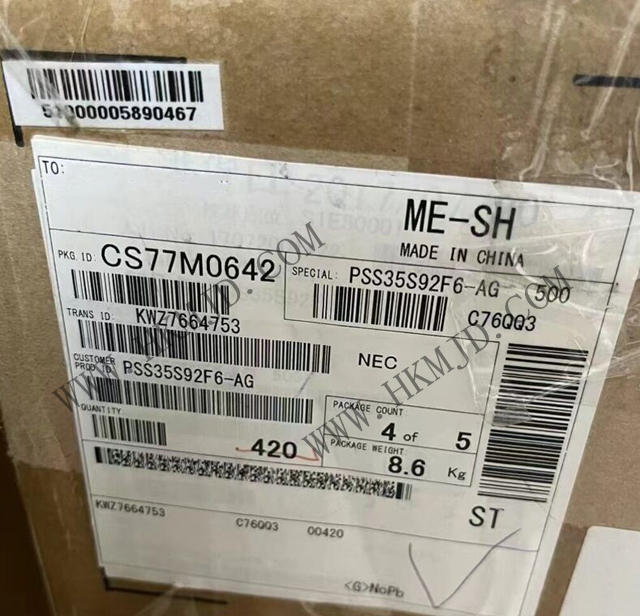 51000005890467
TO:
ME-SH
MADE IN CHINA
PKG. ID: CS77M0642
SPECIAL: PSS35S92F6-AG 500
C76QQ3
TRANS ID: KWZ7664753
CUSTOMER
PROD ID: PSS35S92F6-AG
NEC
QUANTITY
420
PACKAGE COUNT
4 of 5
PACKAGE WEIGHT
8.6 Kg
ST
KWZ7664753 C76QQ3 00420
<G>NoPb
WWW.HKMJD.COM
WWW.HKMJD.COM